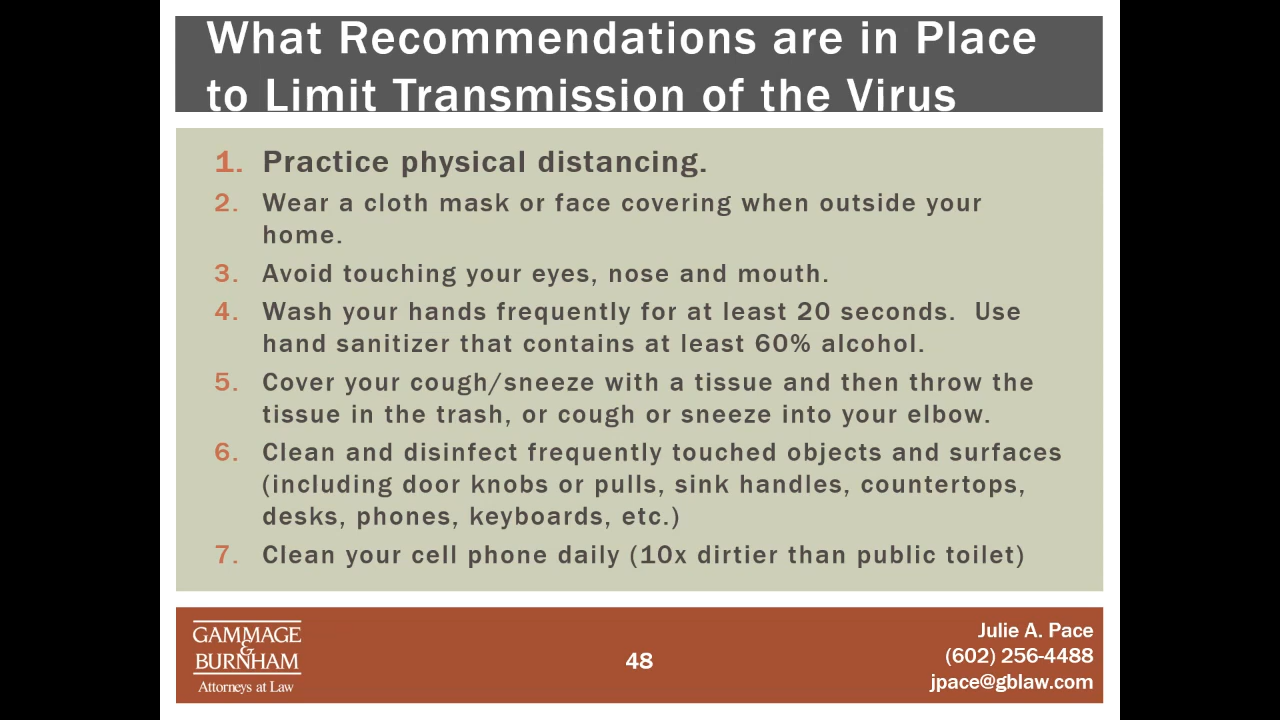 What Recommendations are in Place
to Limit Transmission of the Virus
1. Practice physical distancing.
2. Wear a cloth mask or face covering when outside your
home.
3. Avoid touching your eyes, nose and mouth.
4. Wash your hands frequently for at least 20 seconds.  Use
hand sanitizer that contains at least 60% alcohol.
5. Cover your cough/sneeze with a tissue and then throw the
tissue in the trash, or cough or sneeze into your elbow.
6. Clean and disinfect frequently touched objects and surfaces
(including door knobs or pulls, sink handles, countertops,
desks, phones, keyboards, etc.)
7. Clean your cell phone daily (10x dirtier than public toilet)
GAMMAGE
&
BURNHAM
Attorneys at Law
48
Julie A. Pace
(602) 256-4488
jpace@gblaw.com